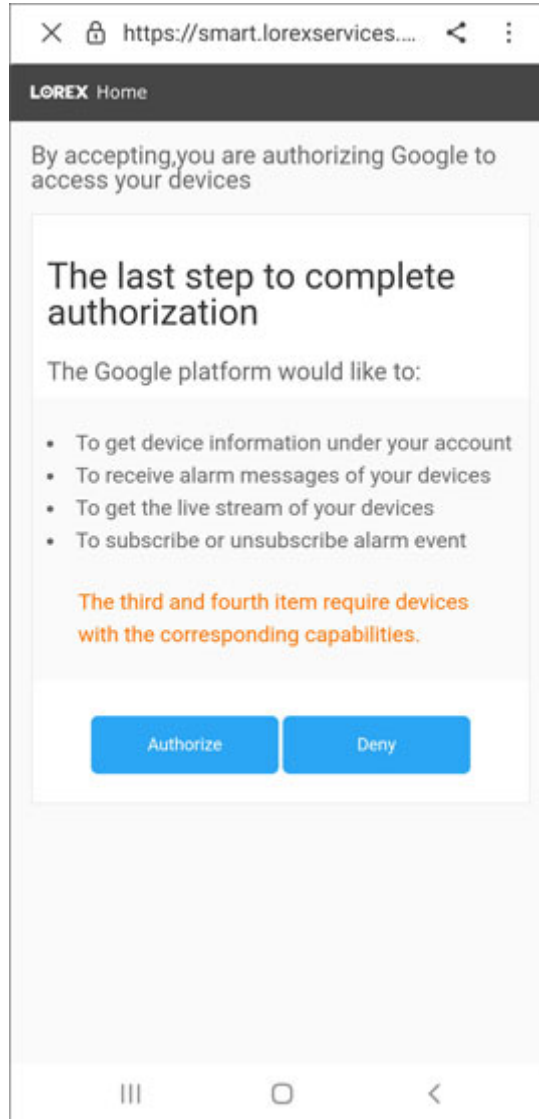 https://smart.lorexservices....
LOREX Home
By accepting,you are authorizing Google to
access your devices
The last step to complete
authorization
The Google platform would like to:
• To get device information under your account
• To receive alarm messages of your devices
• To get the live stream of your devices
• To subscribe or unsubscribe alarm event
The third and fourth item require devices
with the corresponding capabilities.
Authorize
Deny